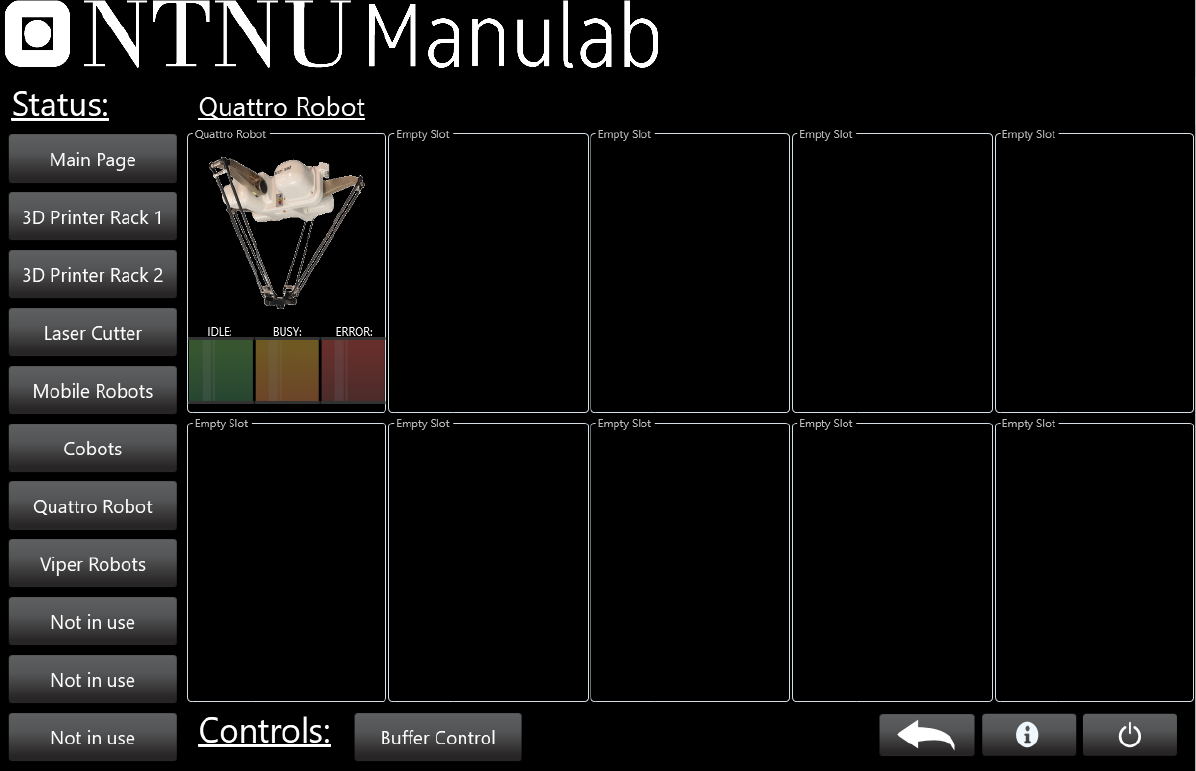 NTNU Manulab
Status:
Quattro Robot
Main Page
3D Printer Rack 1
3D Printer Rack 2
Laser Cutter
Mobile Robots
Cobots
Quattro Robot
Viper Robots
Not in use
Not in use
Not in use
Quattro Robot
Empty Slot
Empty Slot
Empty Slot
Empty Slot
IDLE:
BUSY:
ERROR:
Empty Slot
Empty Slot
Empty Slot
Empty Slot
Empty Slot
Controls:
Buffer Control